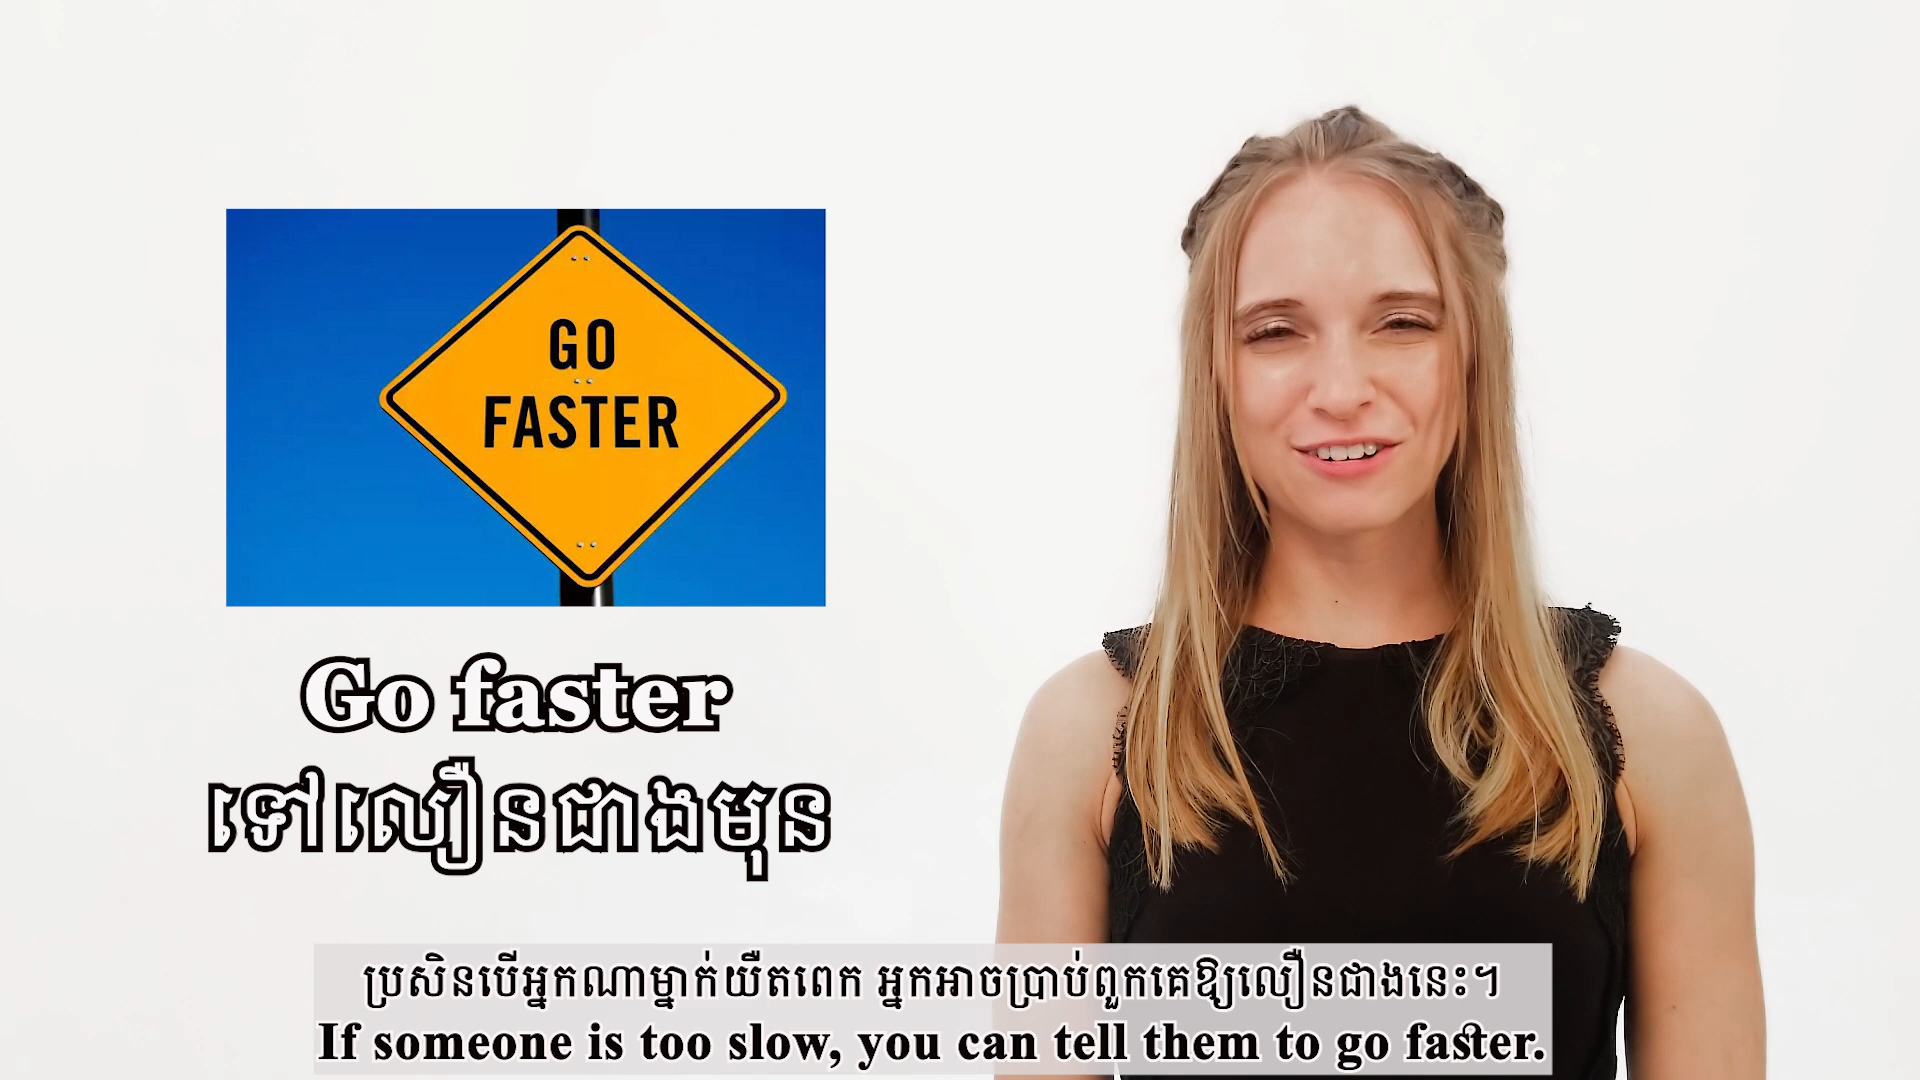 GO
FASTER
Go faster
ទៅលឿនជាងមុន
ប្រសិនបើអ្នកណាម្នាក់យឺតពេក អ្នកអាចប្រាប់ពួកគេឱ្យលឿនជាងនេះ។
If someone is too slow, you can tell them to go faster.